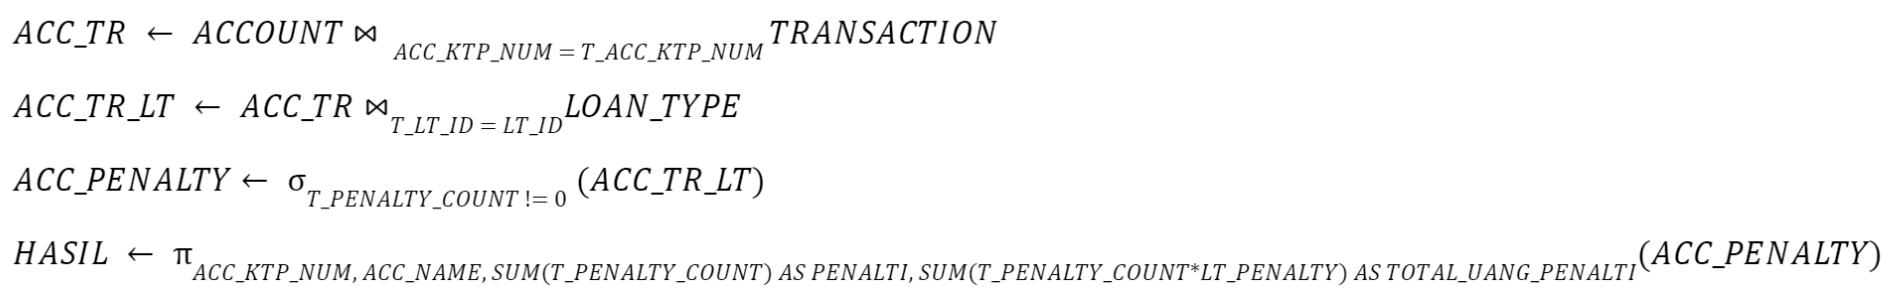 ACC_TR ← ACCOUNT ⋈ ACC_KTP_NUM = T_ACC_KTP_NUM TRANSACTION
ACC_TR_LT ← ACC_TR ⋈ T_LT_ID = LT_ID LOAN_TYPE
ACC_PENALTY ← σ T_PENALTY_COUNT != 0 (ACC_TR_LT)
HASIL ← π ACC_KTP_NUM, ACC_NAME, SUM(T_PENALTY_COUNT) AS PENALTI, SUM(T_PENALTY_COUNT*LT_PENALTY) AS TOTAL_UANG_PENALTI (ACC_PENALTY)